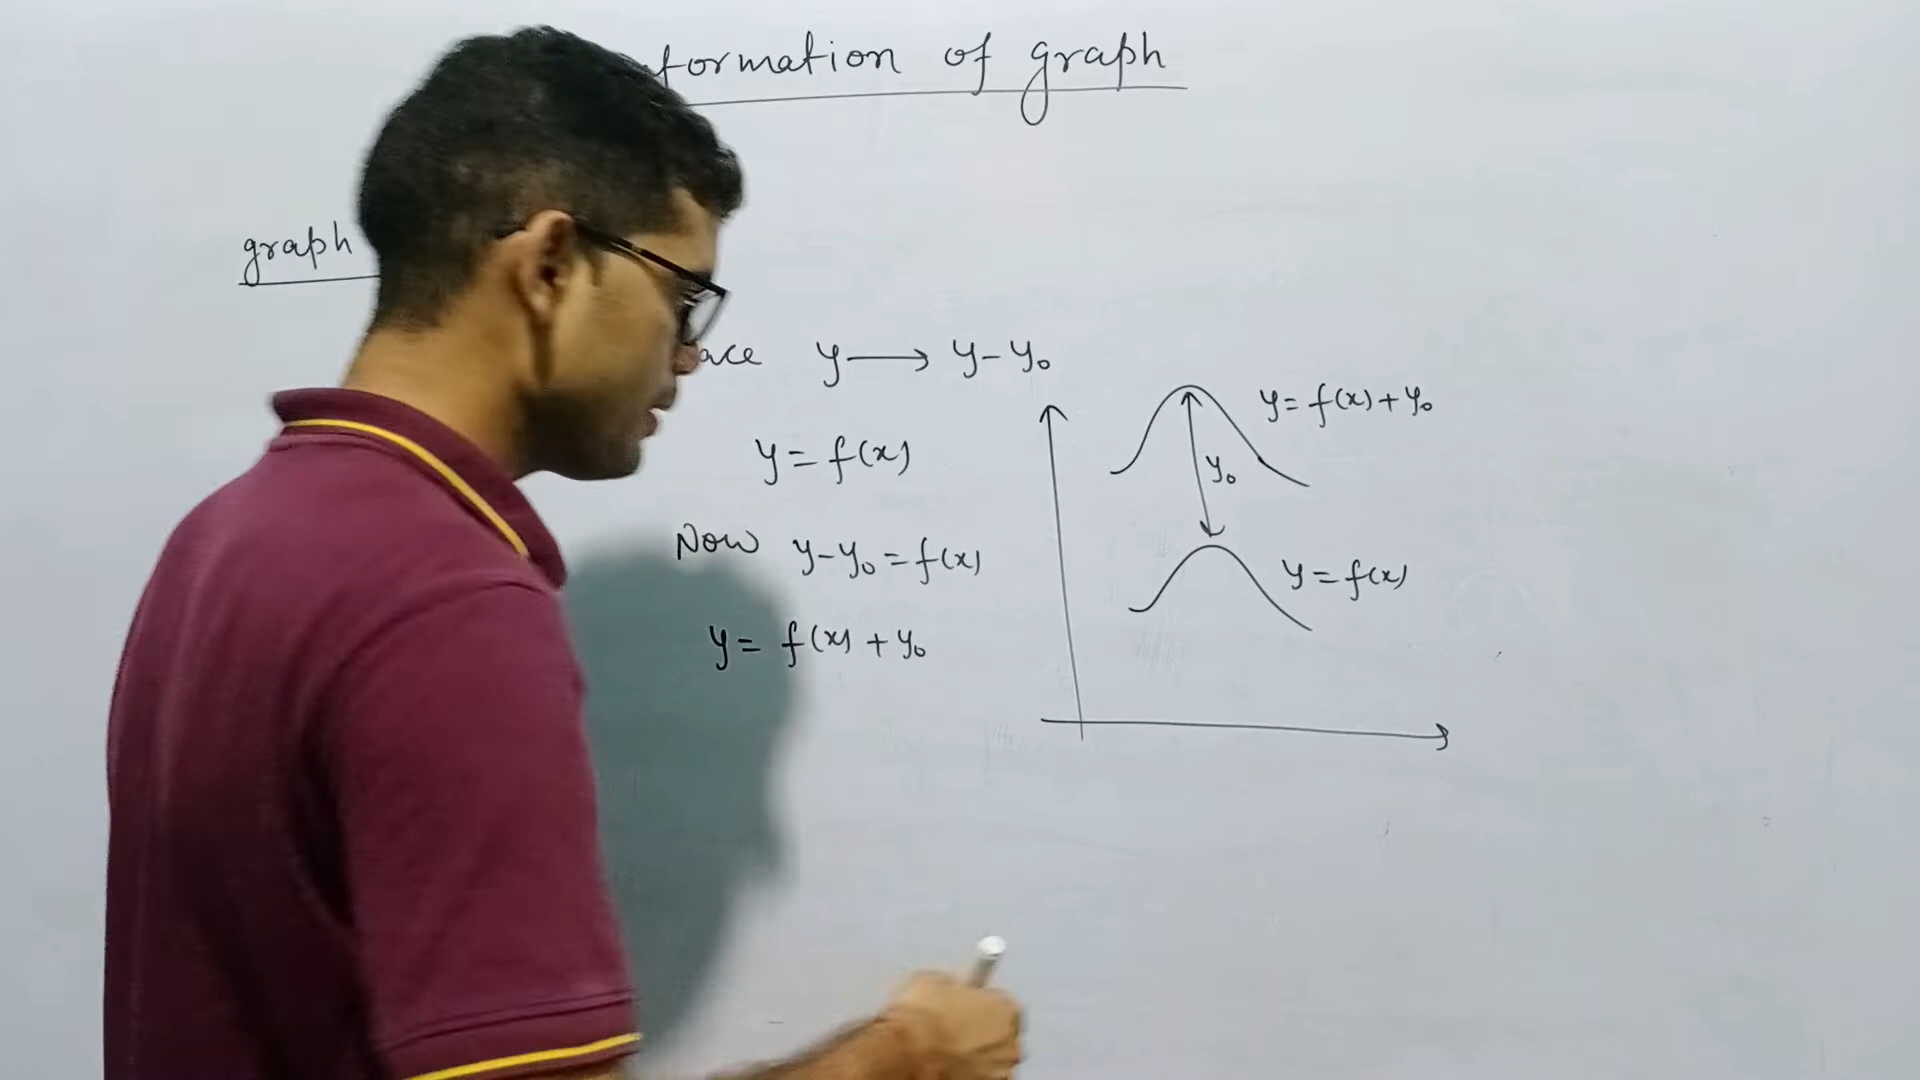 formation of graph
graph
ace y → y-y₀
y = f(x)
Now y-y₀ = f(x)
y = f(x) + y₀
y = f(x) + y₀
y₀
y = f(x)